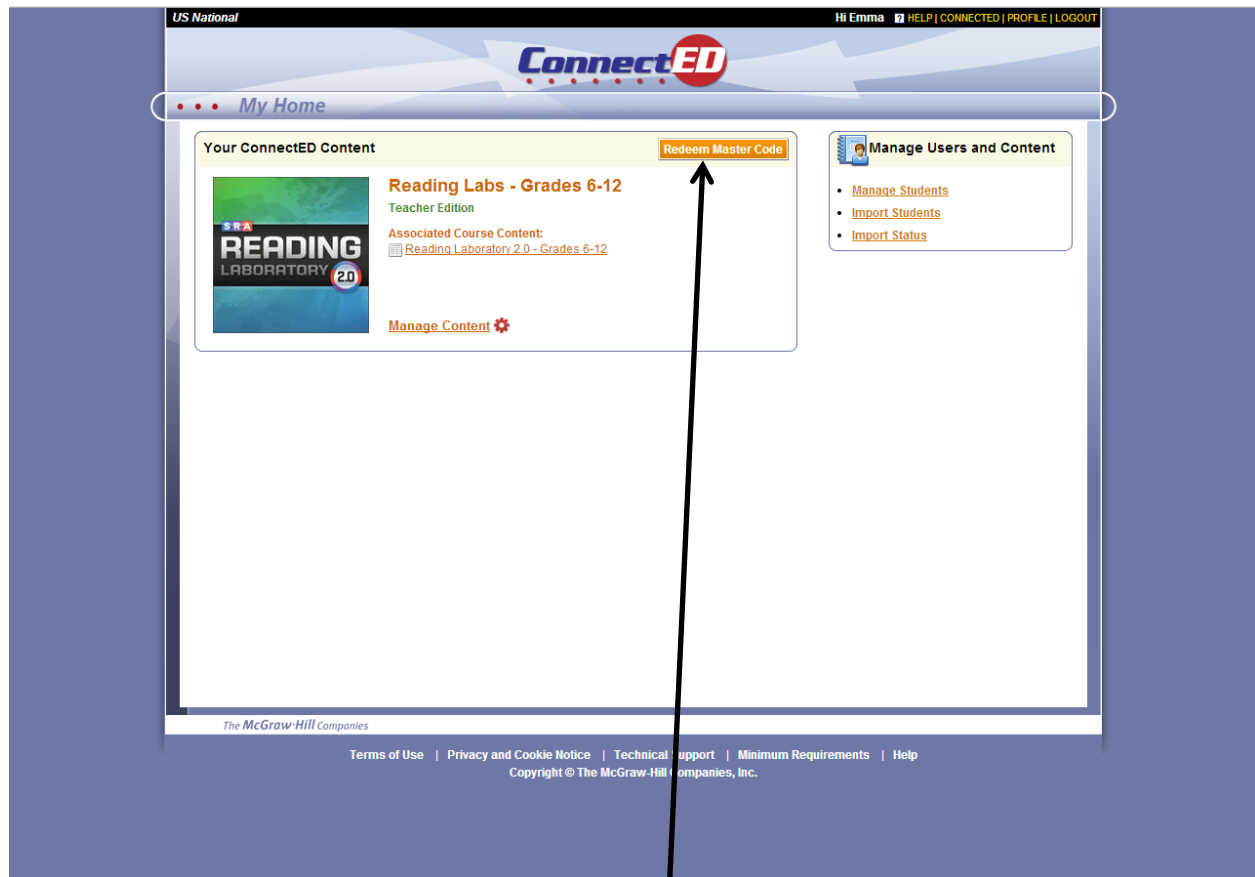 US National
Hi Emma ? HELP | CONNECTED | PROFILE | LOGOUT
ConnectED
My Home
Your ConnectED Content
Redeem Master Code
SRA
READING
LABORATORY 2.0
Reading Labs - Grades 6-12
Teacher Edition
Associated Course Content:
Reading Laboratory 2.0 - Grades 6-12
Manage Content
Manage Users and Content
• Manage Students
• Import Students
• Import Status
The McGraw·Hill Companies
Terms of Use | Privacy and Cookie Notice | Technical Support | Minimum Requirements | Help
Copyright © The McGraw-Hill Companies, Inc.